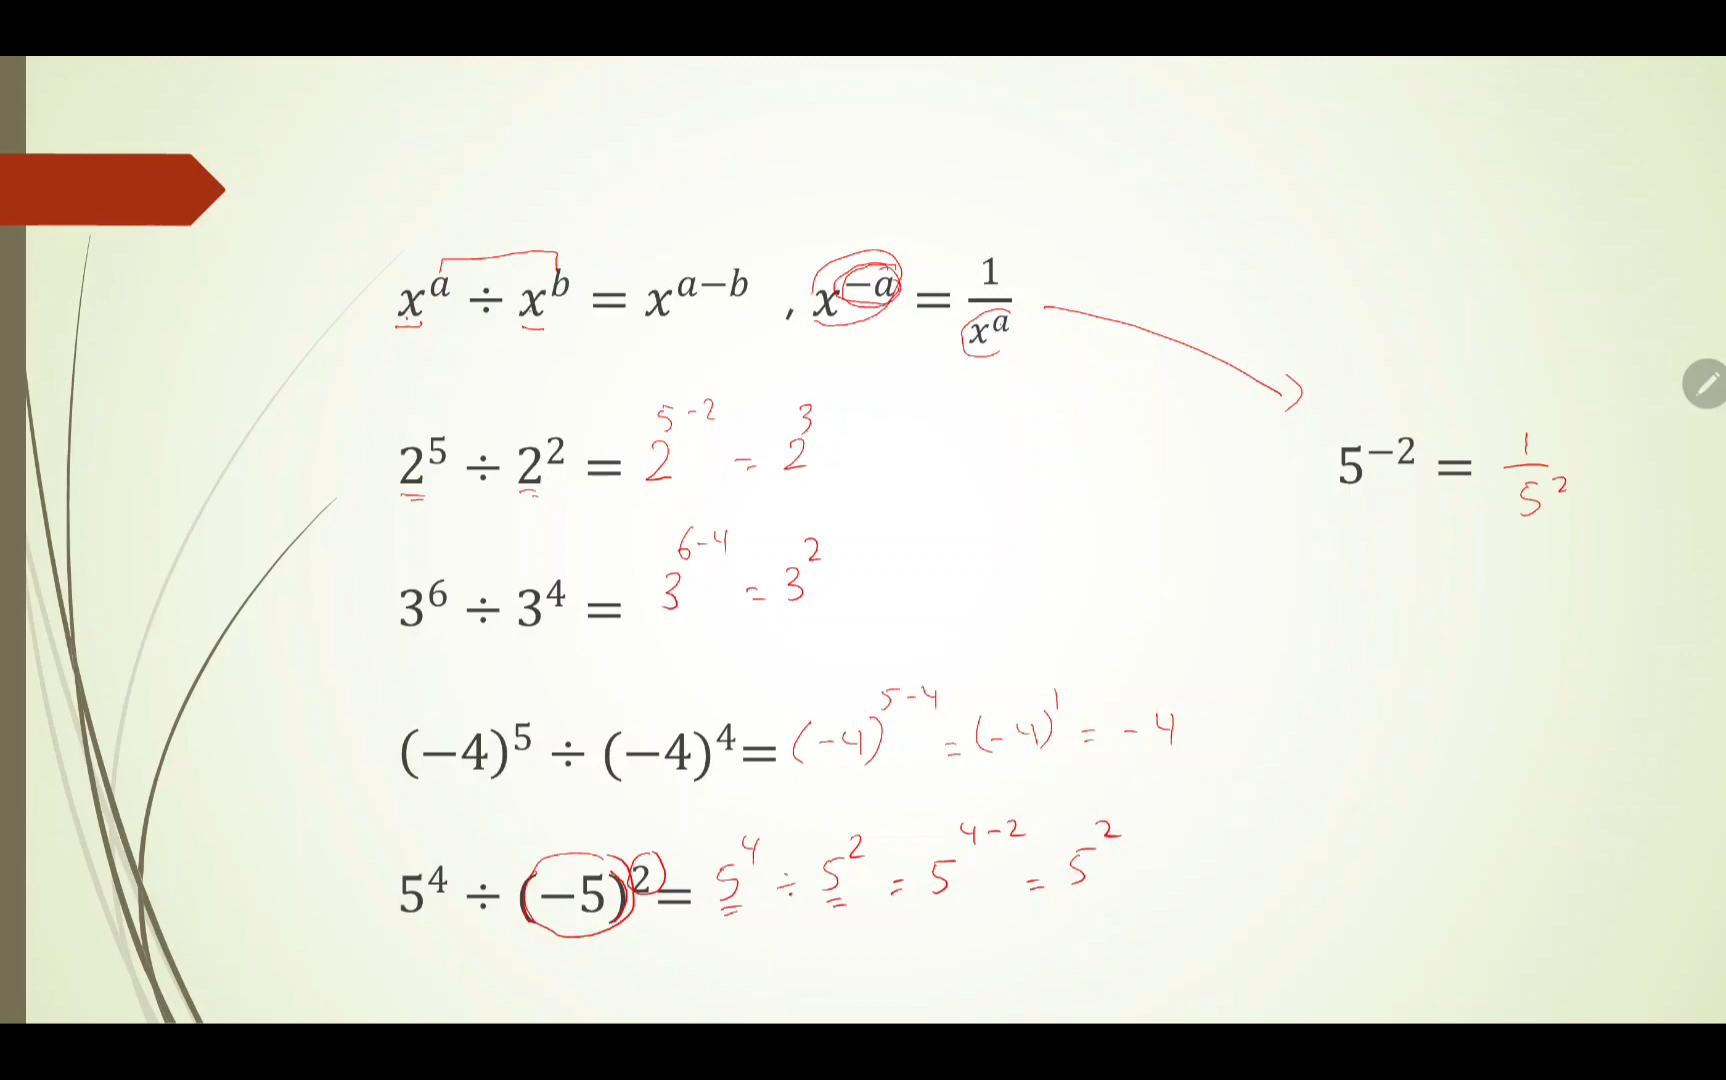 xᵃ ÷ xᵇ = xᵃ⁻ᵇ , x⁻ᵃ = 1/xᵃ
2⁵ ÷ 2² = 2⁵⁻² = 2³
5⁻² = 1/5²
3⁶ ÷ 3⁴ = 3⁶⁻⁴ = 3²
(−4)⁵ ÷ (−4)⁴ = (−4)⁵⁻⁴ = (−4)¹ = −4
5⁴ ÷ (−5)² = 5⁴ ÷ 5² = 5⁴⁻² = 5²